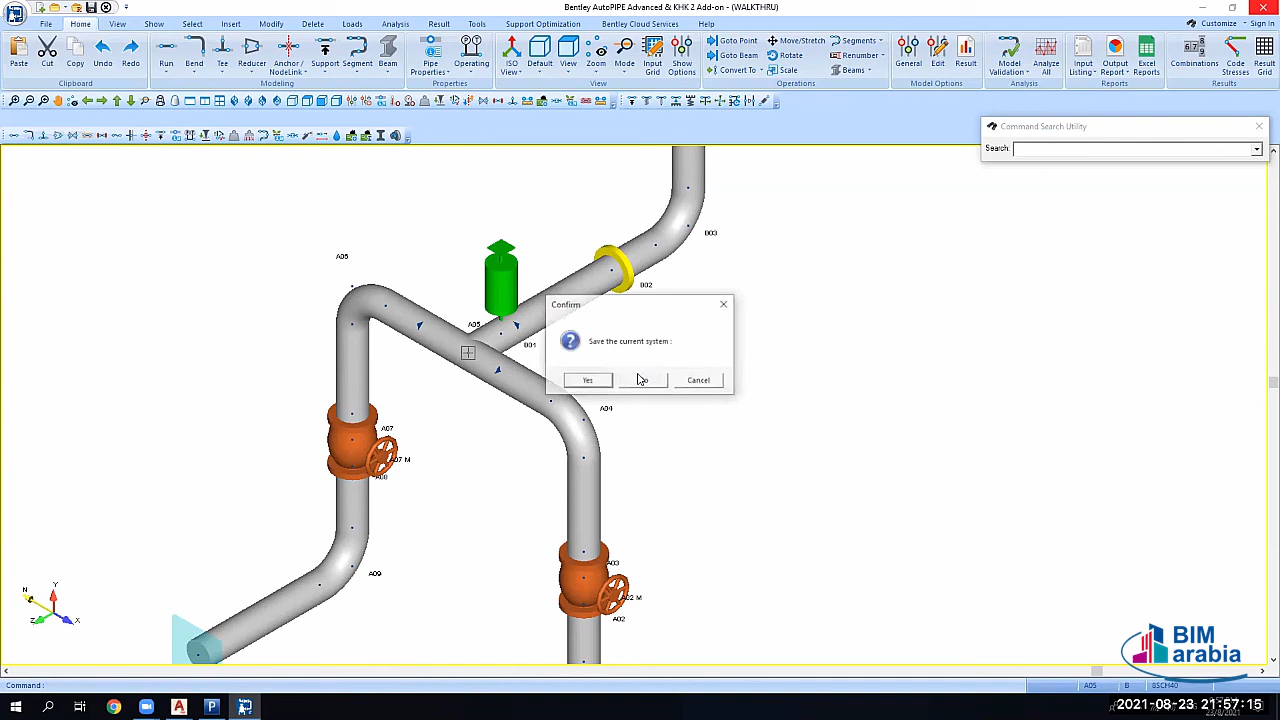 Bentley AutoPIPE Advanced & KHK 2 Add-on - (WALKTHRU)
File Home View Show Select Insert Modify Delete Loads Analysis Result Tools Support Optimization Bentley Cloud Services Help
Customize Sign In
Paste Cut Copy Undo Redo
Clipboard
Run Bend Tee Reducer Anchor / NodeLink Support Segment Beam
Modeling
Pipe Properties Operating
Properties
ISO View Default View Zoom Mode Input Grid Show Options
View
Goto Point Move/Stretch Segments
Goto Beam Rotate Renumber
Convert To Scale Beams
General Edit Result
Model Options
Model Validation Analyze All
Analysis
Input Listing Output Report Excel Reports
Reports
Combinations Code Stresses Result Grid
Results
Command Search Utility
Search:
B03
A06
B02
A05
B01
Confirm
Save the current system :
Yes
Cancel
A04
A07
A07 M
A08
A03
A02 M
A02
A09
Y
N
Z
X
BIM
arabia
Command :
A05 B 8SCH40
2021-08-23 21:57:15